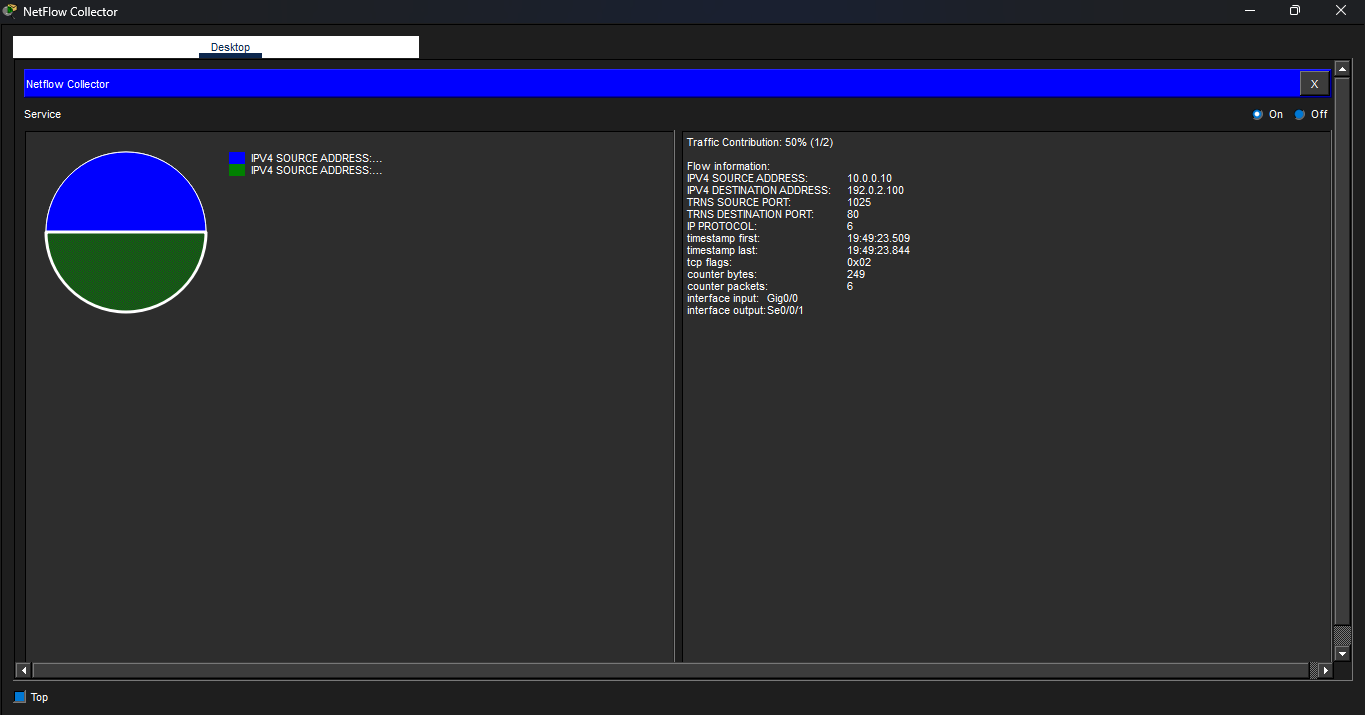 NetFlow Collector
Desktop
Netflow Collector
X
Service
On
Off
IPV4 SOURCE ADDRESS:...
IPV4 SOURCE ADDRESS:...
Traffic Contribution: 50% (1/2)
Flow information:
IPV4 SOURCE ADDRESS: 10.0.0.10
IPV4 DESTINATION ADDRESS: 192.0.2.100
TRNS SOURCE PORT: 1025
TRNS DESTINATION PORT: 80
IP PROTOCOL: 6
timestamp first: 19:49:23.509
timestamp last: 19:49:23.844
tcp flags: 0x02
counter bytes: 249
counter packets: 6
interface input: Gig0/0
interface output: Se0/0/1
Top